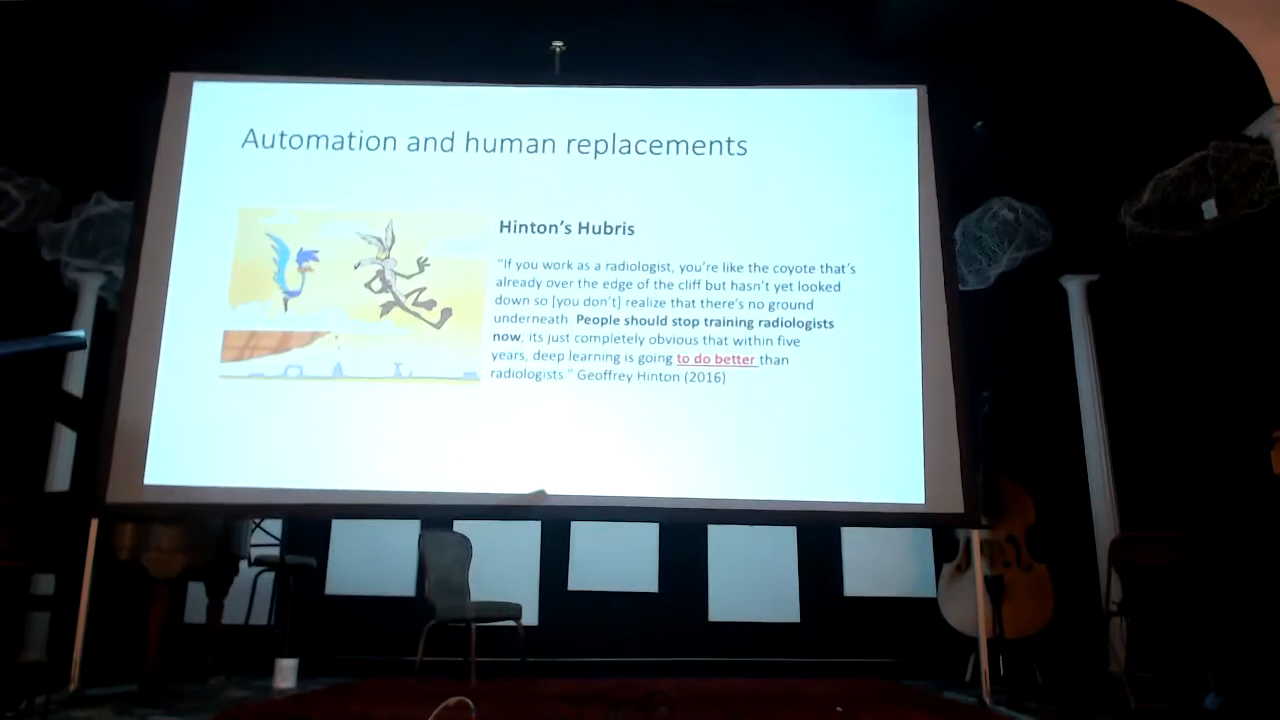 Automation and human replacements
Hinton's Hubris
"If you work as a radiologist, you're like the coyote that's
already over the edge of the cliff but hasn't yet looked
down so [you don't] realize that there's no ground
underneath. People should stop training radiologists
now, its just completely obvious that within five
years, deep learning is going to do better than
radiologists." Geoffrey Hinton (2016)